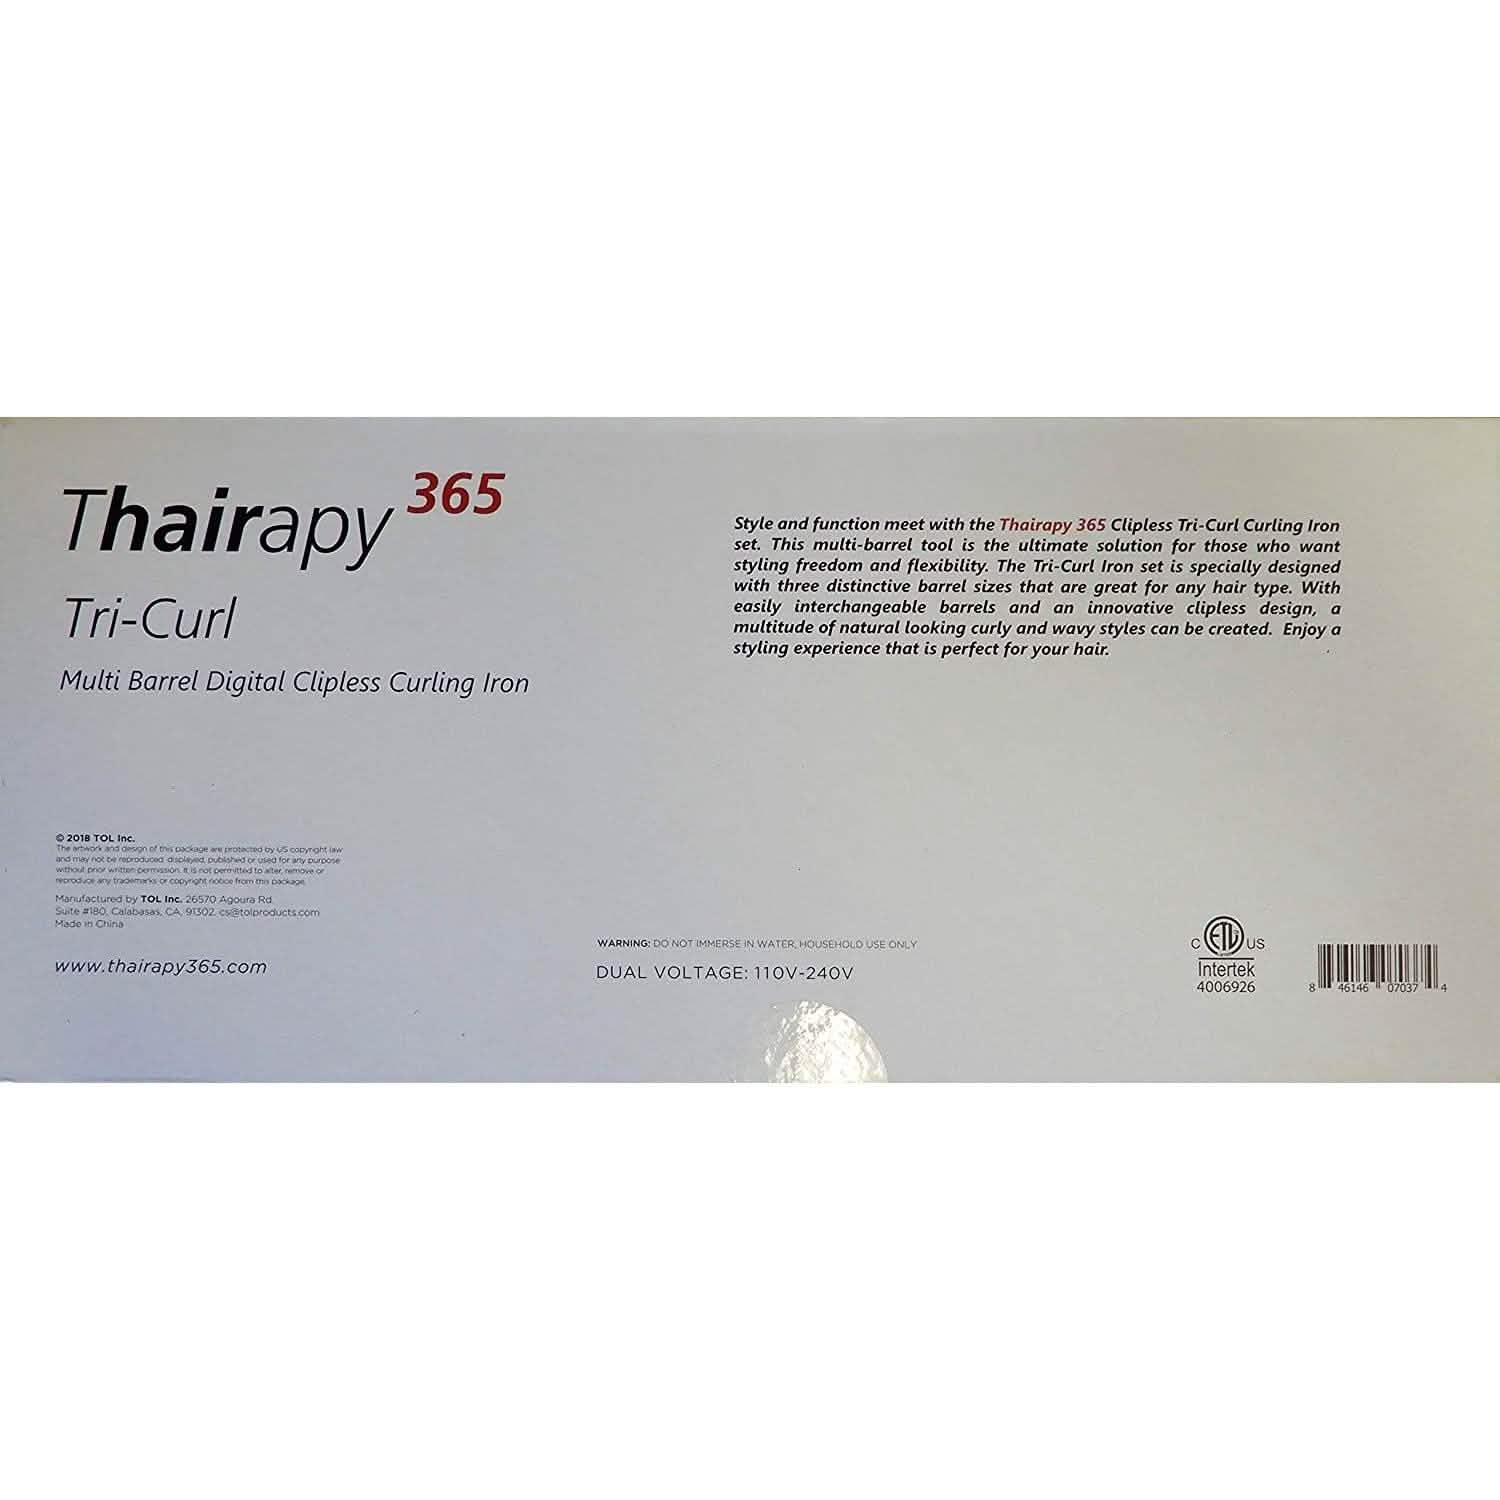 Thairapy 365
Tri-Curl
Multi Barrel Digital Clipless Curling Iron
Style and function meet with the Thairapy 365 Clipless Tri-Curl Curling Iron
set. This multi-barrel tool is the ultimate solution for those who want
styling freedom and flexibility. The Tri-Curl Iron set is specially designed
with three distinctive barrel sizes that are great for any hair type. With
easily interchangeable barrels and an innovative clipless design, a
multitude of natural looking curly and wavy styles can be created. Enjoy a
styling experience that is perfect for your hair.
© 2018 TOL Inc.
The artwork and design of this package are protected by US copyright law
and may not be reproduced, displayed, published or used for any purpose
without prior written permission. It is not permitted to alter, remove or
reproduce any trademarks or copyright notice from this package.
Manufactured by TOL Inc. 26570 Agoura Rd.
Suite #180, Calabasas, CA, 91302. cs@tolproducts.com
Made in China
www.thairapy365.com
WARNING: DO NOT IMMERSE IN WATER, HOUSEHOLD USE ONLY
DUAL VOLTAGE: 110V-240V
C ETL US
Intertek
4006926
8 46146 07037 4